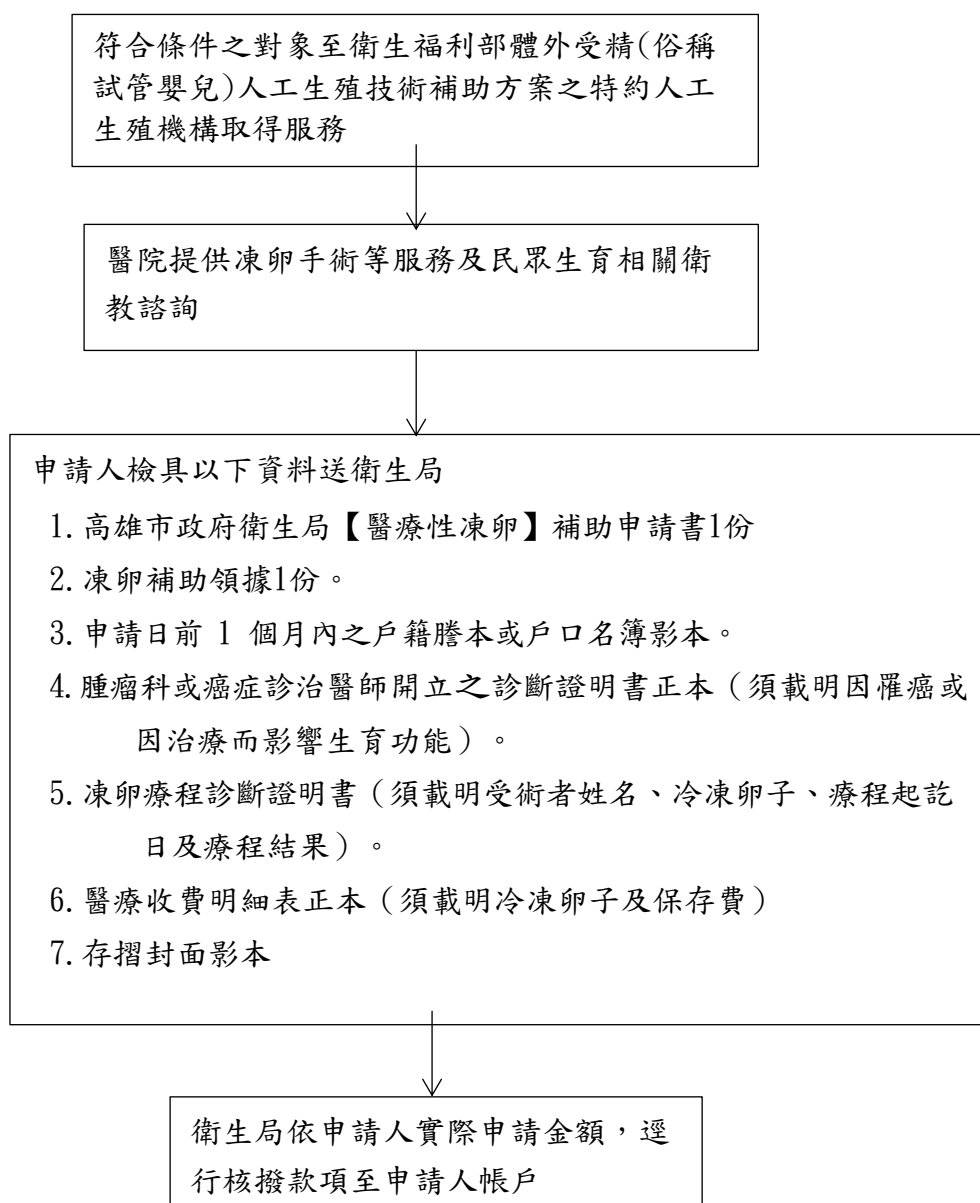 符合條件之對象至衛生福利部體外受精(俗稱
試管嬰兒)人工生殖技術補助方案之特約人工
生殖機構取得服務
醫院提供凍卵手術等服務及民眾生育相關衛
教諮詢
申請人檢具以下資料送衛生局
1.高雄市政府衛生局【醫療性凍卵】補助申請書1份
2.凍卵補助領據1份。
3.申請日前 1 個月內之戶籍謄本或戶口名簿影本。
4.腫瘤科或癌症診治醫師開立之診斷證明書正本（須載明因罹癌或
因治療而影響生育功能）。
5.凍卵療程診斷證明書（須載明受術者姓名、冷凍卵子、療程起訖
日及療程結果）。
6.醫療收費明細表正本（須載明冷凍卵子及保存費）
7.存摺封面影本
衛生局依申請人實際申請金額，逕
行核撥款項至申請人帳戶